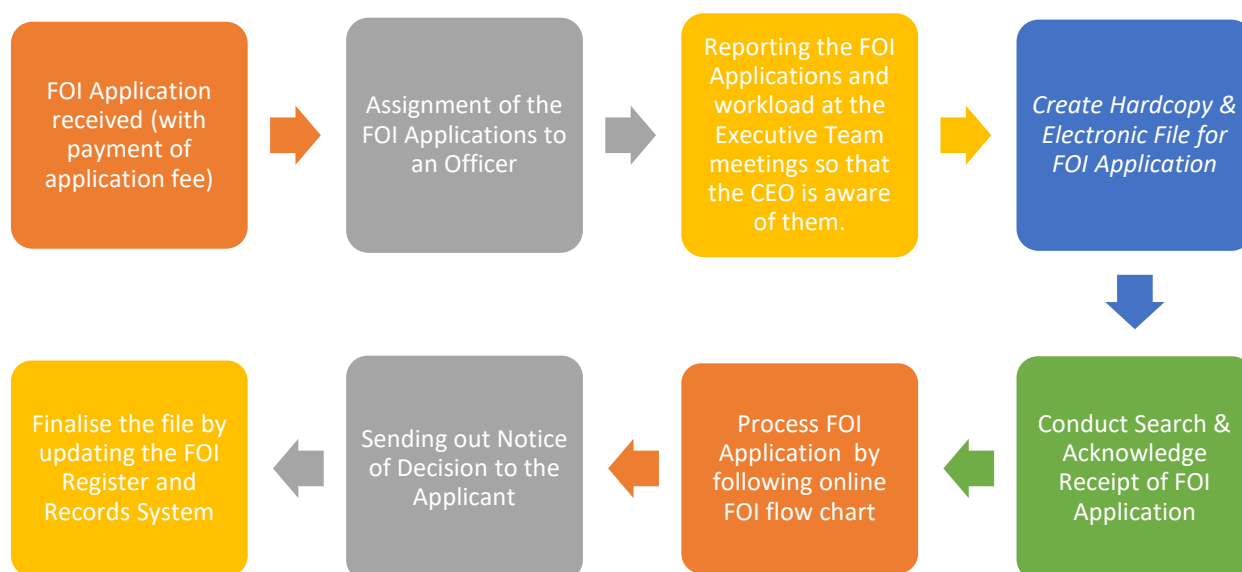 FOI Application
received (with
payment of
application fee)
Assignment of the
FOI Applications to
an Officer
Reporting the FOI
Applications and
workload at the
Executive Team
meetings so that
the CEO is aware
of them.
Create Hardcopy &
Electronic File for
FOI Application
Conduct Search &
Acknowledge
Receipt of FOI
Application
Process FOI
Application by
following online
FOI flow chart
Sending out Notice
of Decision to the
Applicant
Finalise the file by
updating the FOI
Register and
Records System